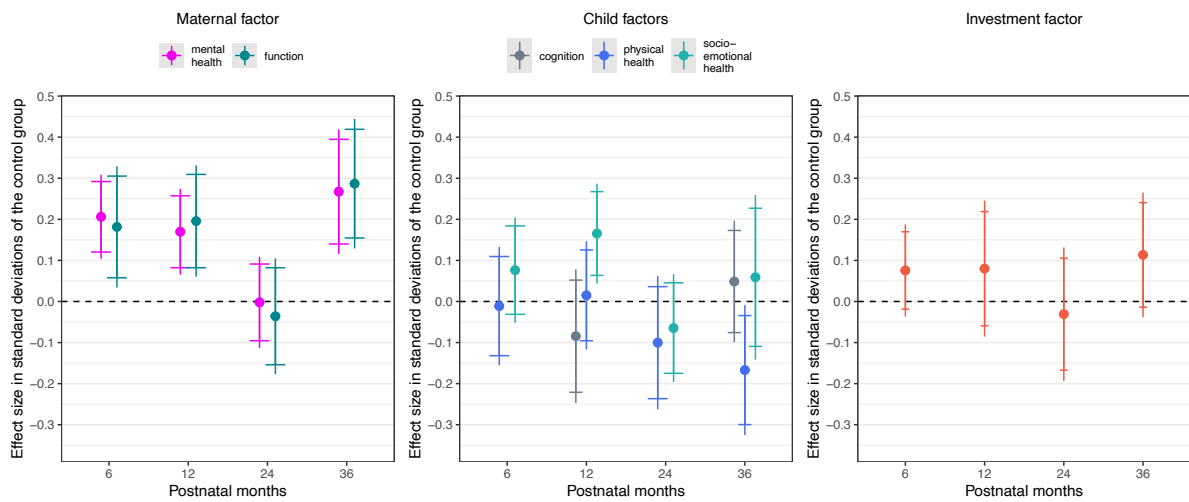 Maternal factor
mental
health
function
Effect size in standard deviations of the control group
0.5
0.4
0.3
0.2
0.1
0.0
−0.1
−0.2
−0.3
6
12
24
36
Postnatal months
Child factors
cognition
physical
health
socio−
emotional
health
Effect size in standard deviations of the control group
0.5
0.4
0.3
0.2
0.1
0.0
−0.1
−0.2
−0.3
6
12
24
36
Postnatal months
Investment factor
Effect size in standard deviations of the control group
0.5
0.4
0.3
0.2
0.1
0.0
−0.1
−0.2
−0.3
6
12
24
36
Postnatal months